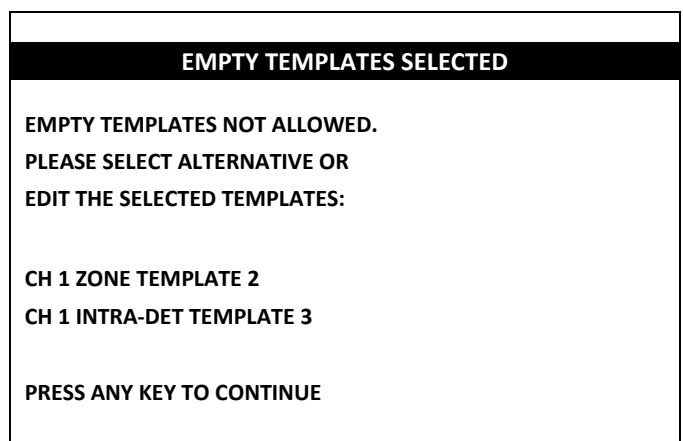 EMPTY TEMPLATES SELECTED
EMPTY TEMPLATES NOT ALLOWED.
PLEASE SELECT ALTERNATIVE OR
EDIT THE SELECTED TEMPLATES:
CH 1 ZONE TEMPLATE 2
CH 1 INTRA-DET TEMPLATE 3
PRESS ANY KEY TO CONTINUE